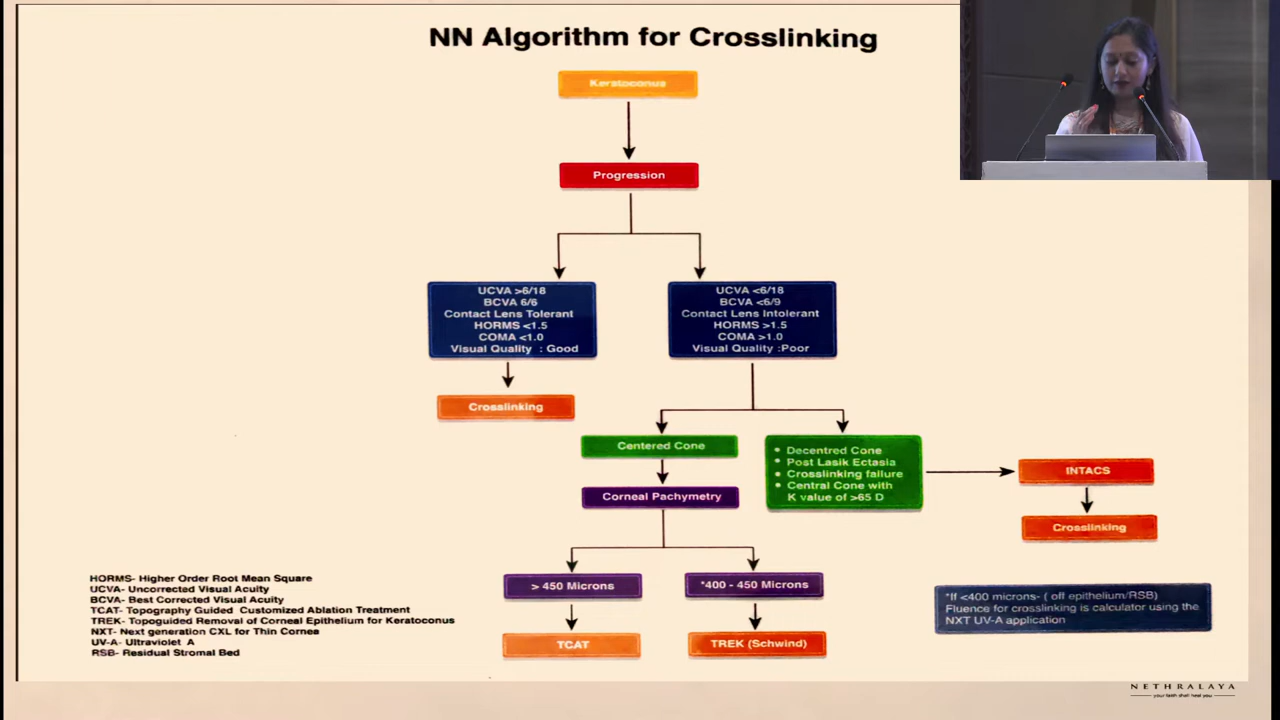 NN Algorithm for Crosslinking
Keratoconus
Progression
UCVA >6/18
BCVA 6/6
Contact Lens Tolerant
HORMS <1.5
COMA <1.0
Visual Quality : Good
UCVA <6/18
BCVA <6/9
Contact Lens Intolerant
HORMS >1.5
COMA >1.0
Visual Quality :Poor
Crosslinking
Centered Cone
Corneal Pachymetry
• Decentred Cone
• Post Lasik Ectasia
• Crosslinking failure
• Central Cone with
K value of >65 D
INTACS
Crosslinking
> 450 Microns
*400 - 450 Microns
TCAT
TREK (Schwind)
HORMS- Higher Order Root Mean Square
UCVA- Uncorrected Visual Acuity
BCVA- Best Corrected Visual Acuity
TCAT- Topography Guided Customized Ablation Treatment
TREK- Topoguided Removal of Corneal Epithelium for Keratoconus
NXT- Next generation CXL for Thin Cornea
UV-A- Ultraviolet A
RSB- Residual Stromal Bed
*If <400 microns- ( off epithelium/RSB)
Fluence for crosslinking is calculator using the
NXT UV-A application
NETHRALAYA
your faith shall heal you